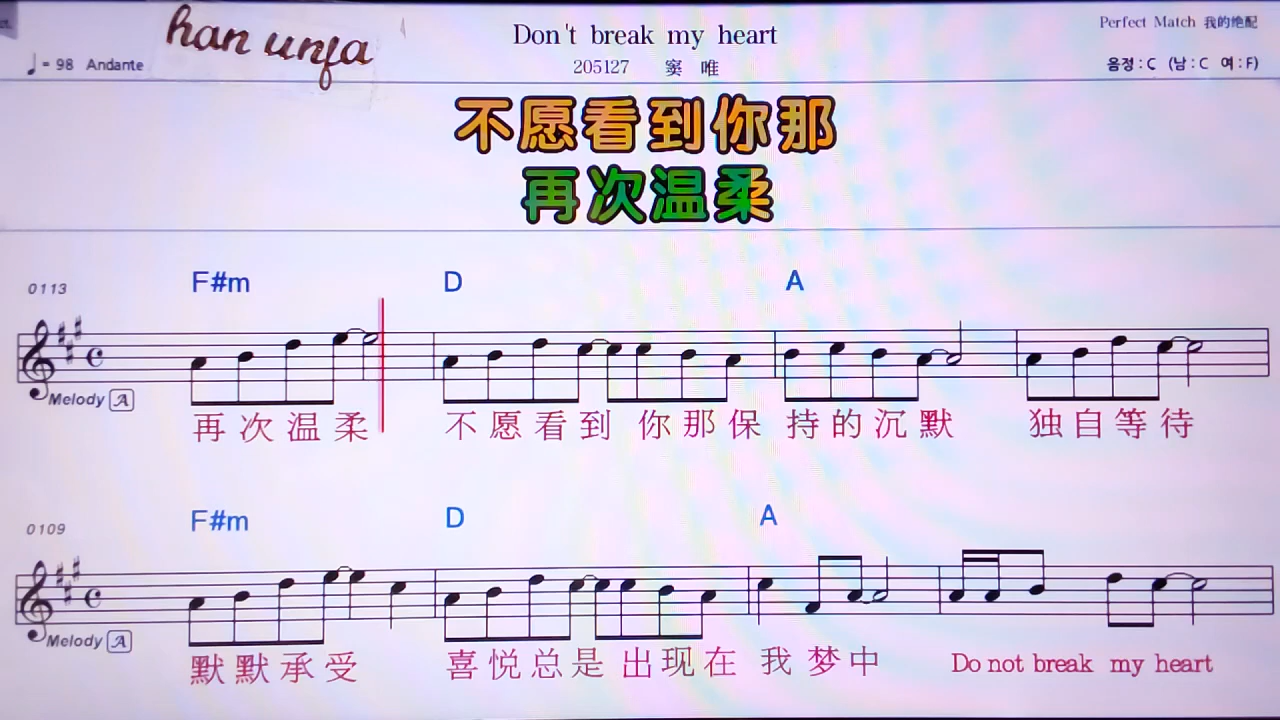 han unja
Don't break my heart
Perfect Match 我的绝配
♩= 98 Andante
205127 窦 唯
음정 : C (남 : C 여 : F)
不愿看到你那
再次温柔
0113
F#m D A
Melody A
再次温柔 不愿看到 你那保 持的沉默 独自等待
0109
F#m D A
Melody A
默默承受 喜悦总是 出现在 我梦中 Do not break my heart